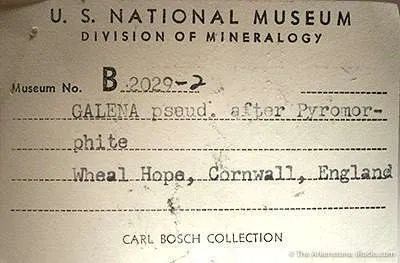 U. S. NATIONAL MUSEUM
DIVISION OF MINERALOGY
Museum No. B 2029-2
GALENA pseud. after Pyromor-
phite
Wheal Hope, Cornwall, England
CARL BOSCH COLLECTION
© The Arkenstone, iRocks.com